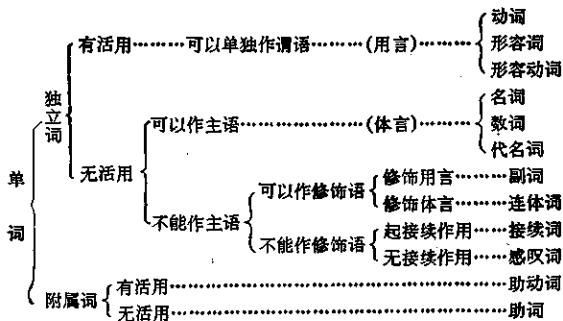 动词
有活用………可以单独作谓语………(用言)………形容词
形容动词
独立词
名词
可以作主语………(体言)………数词
代名词
无活用
单词
可以作修饰语 修饰用言………副词
修饰体言………连体词
不能作主语
不能作修饰语 起接续作用……接续词
无接续作用……感叹词
附属词 有活用………助动词
无活用………助词